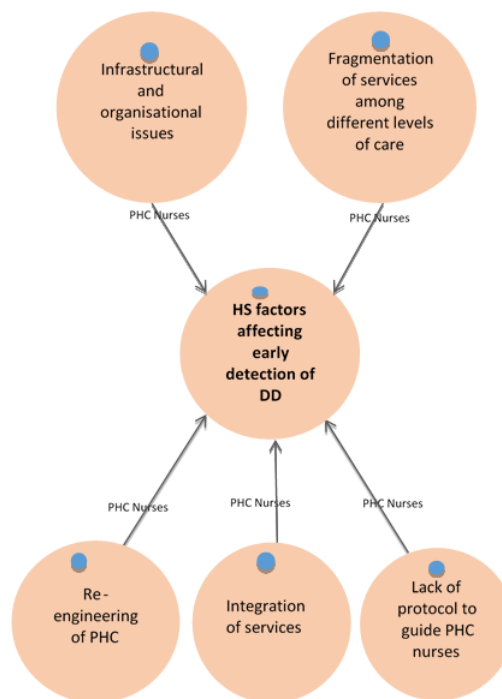 Infrastructural
and
organisational
issues
Fragmentation
of services
among
different levels
of care
PHC Nurses
PHC Nurses
HS factors
affecting
early
detection of
DD
PHC Nurses
PHC Nurses
PHC Nurses
Re-
engineering
of PHC
Integration
of services
Lack of
protocol to
guide PHC
nurses